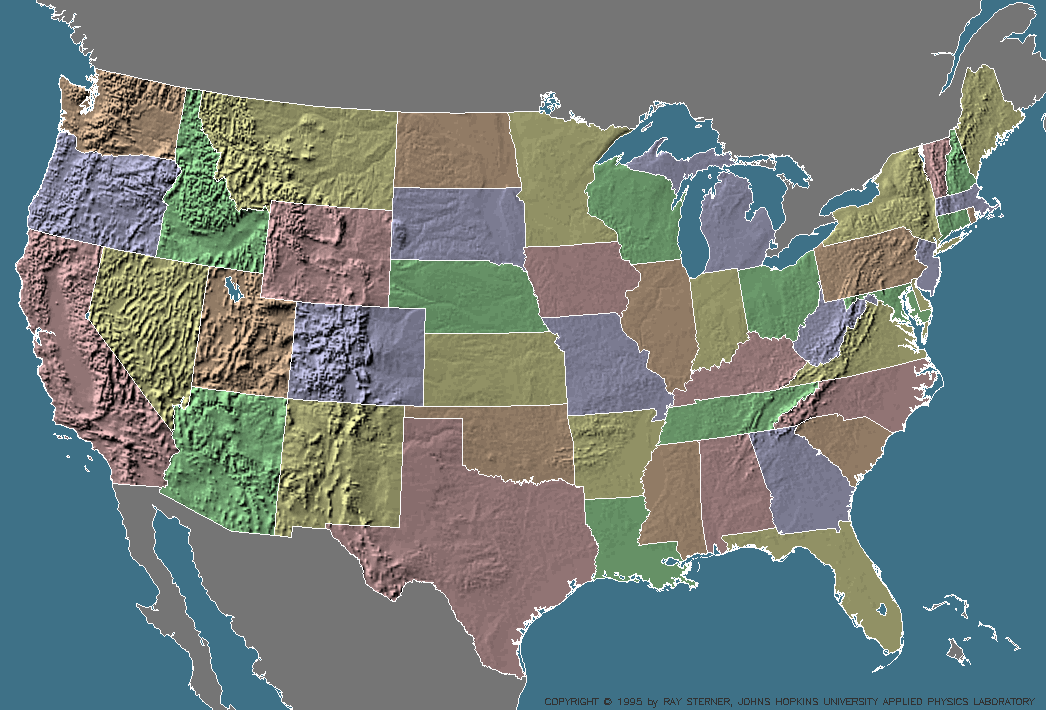 COPYRIGHT © 1995 by RAY STERNER, JOHNS HOPKINS UNIVERSITY APPLIED PHYSICS LABORATORY